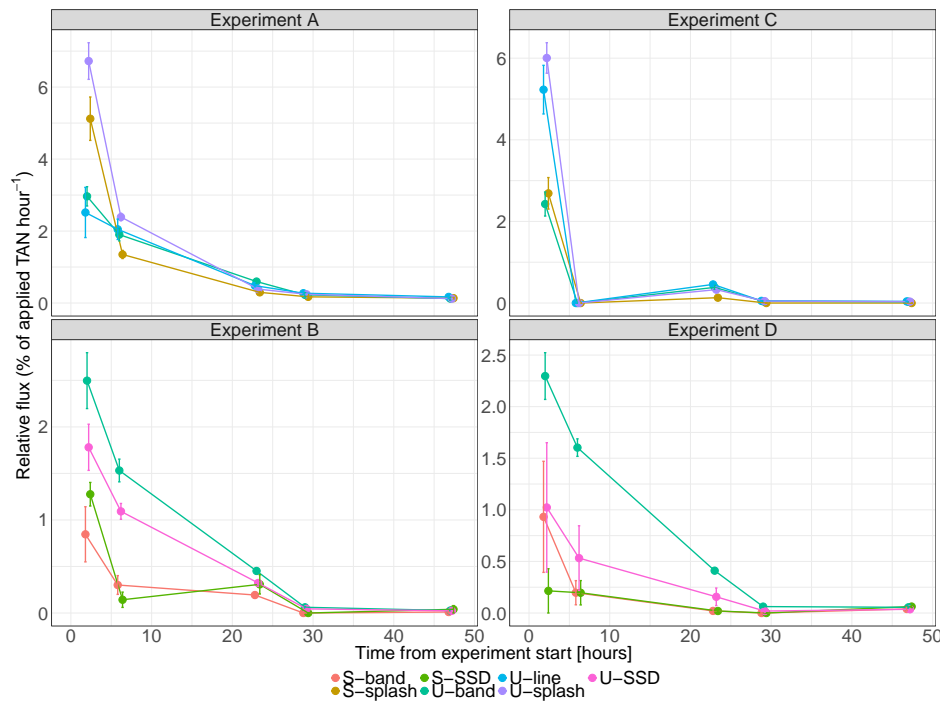 Experiment A
Experiment C
6
4
2
0
6
4
2
0
Experiment B
Experiment D
2
1
0
2.5
2.0
1.5
1.0
0.5
0.0
0 10 20 30 40 50
0 10 20 30 40 50
Relative flux (% of applied TAN hour⁻¹)
Time from experiment start [hours]
S−band S−SSD U−line U−SSD
S−splash U−band U−splash